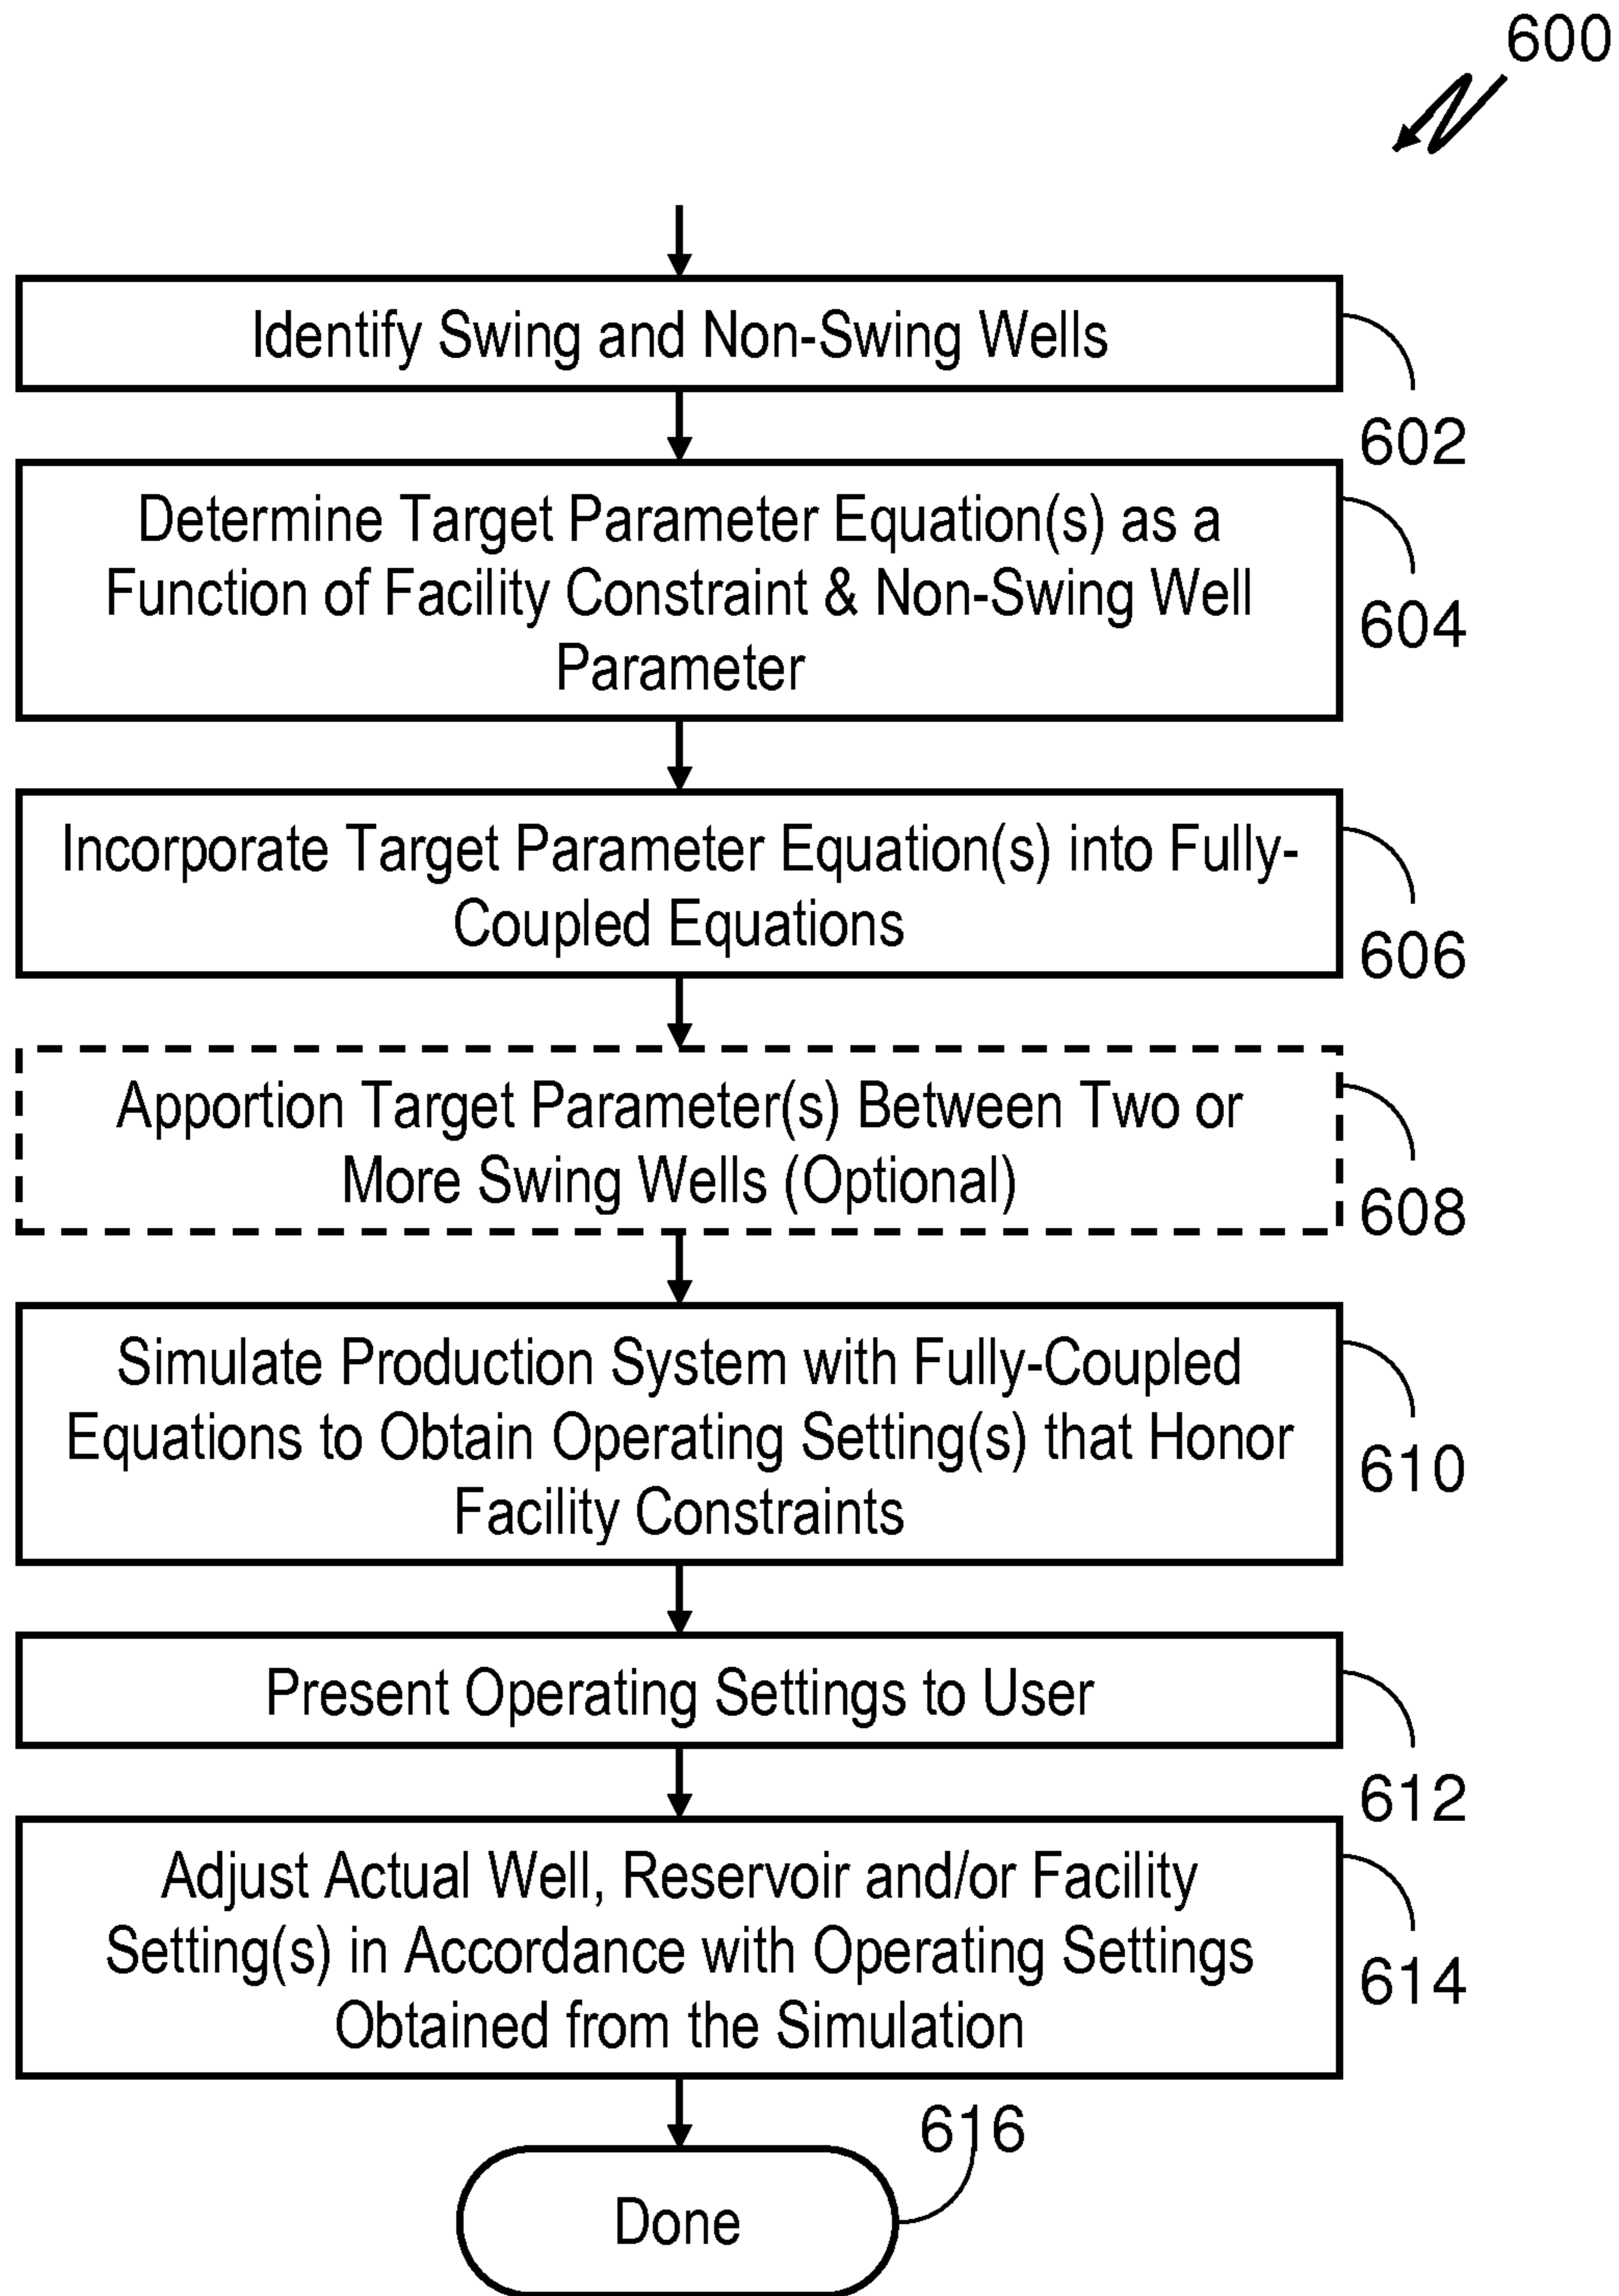 600
Identify Swing and Non-Swing Wells
602
Determine Target Parameter Equation(s) as a
Function of Facility Constraint & Non-Swing Well
Parameter
604
Incorporate Target Parameter Equation(s) into Fully-
Coupled Equations
606
Apportion Target Parameter(s) Between Two or
More Swing Wells (Optional)
608
Simulate Production System with Fully-Coupled
Equations to Obtain Operating Setting(s) that Honor
Facility Constraints
610
Present Operating Settings to User
612
Adjust Actual Well, Reservoir and/or Facility
Setting(s) in Accordance with Operating Settings
Obtained from the Simulation
614
616
Done